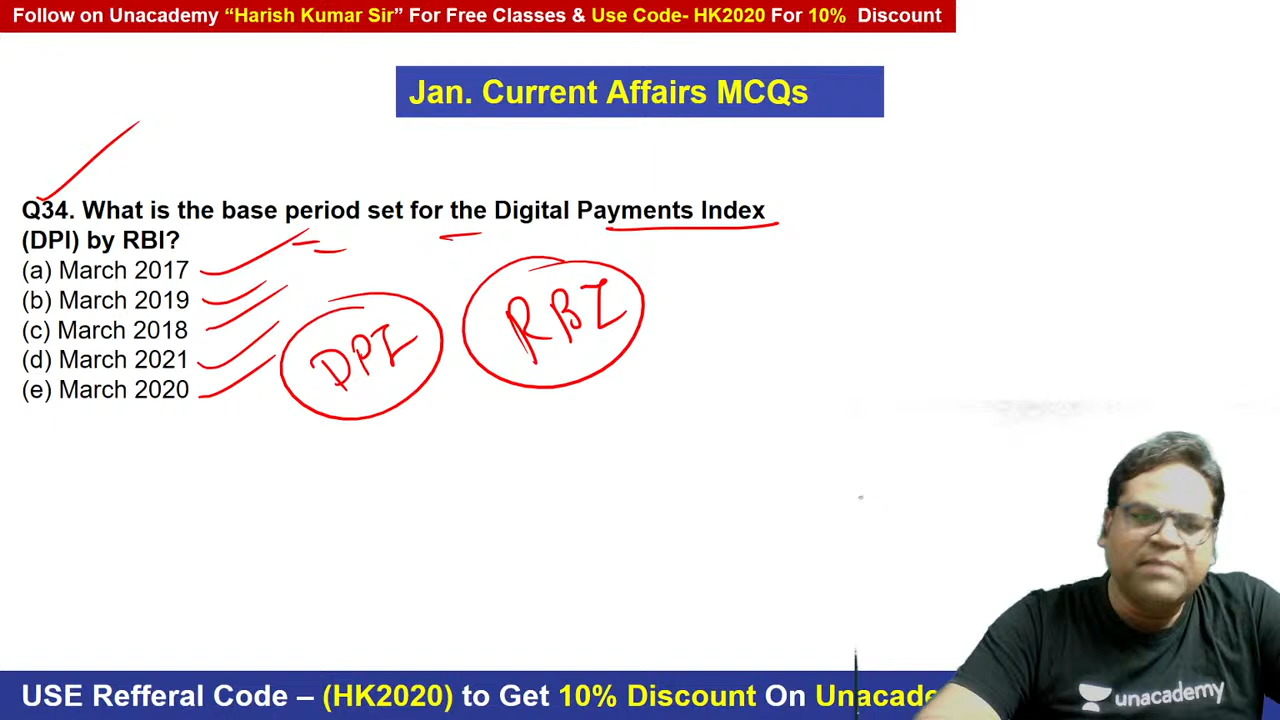 Follow on Unacademy “Harish Kumar Sir” For Free Classes & Use Code- HK2020 For 10% Discount
Jan. Current Affairs MCQs
Q34. What is the base period set for the Digital Payments Index
(DPI) by RBI?
(a) March 2017
(b) March 2019
(c) March 2018
(d) March 2021
(e) March 2020
DPI
RBI
USE Refferal Code – (HK2020) to Get 10% Discount On
unacademy